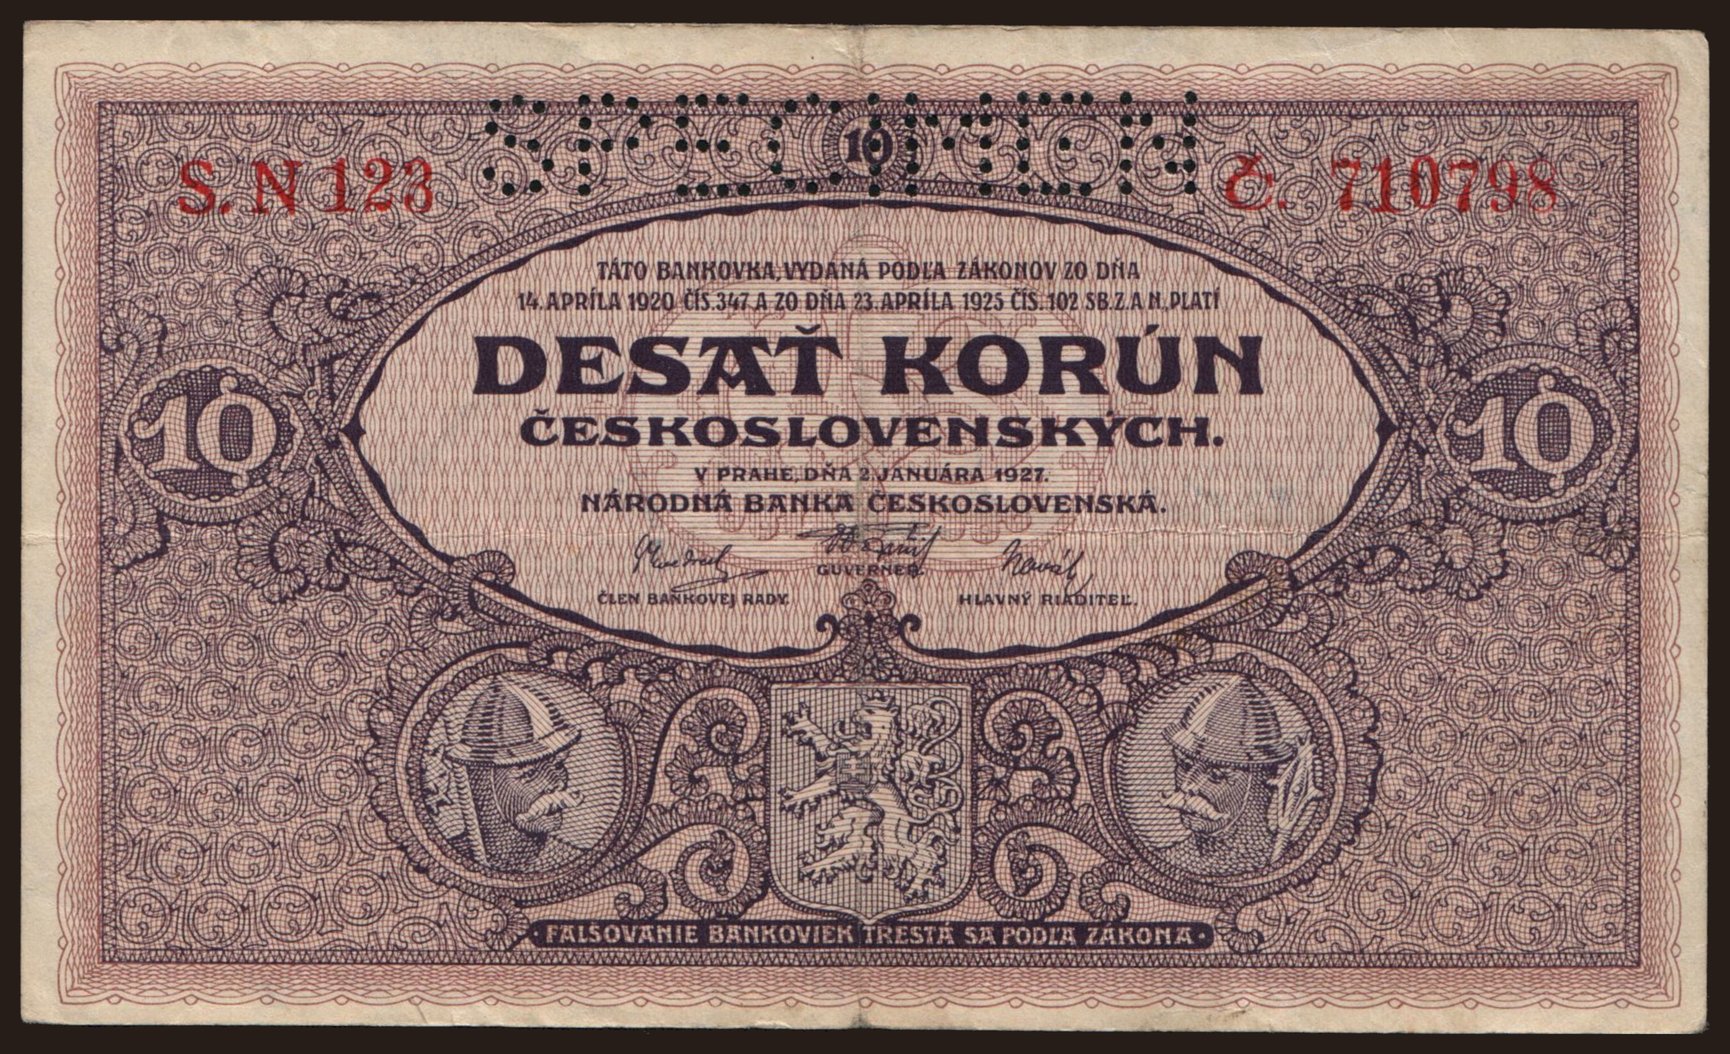 SPECIMEN
10
S. N 123
Č. 710798
TÁTO BANKOVKA, VYDANÁ PODĽA ZÁKONOV ZO DŇA
14. APRÍLA 1920 ČÍS. 347. A ZO DŇA 23 APRÍLA 1925 ČÍS. 102 SB. Z. A N., PLATÍ
DESAŤ KORÚN
ČESKOSLOVENSKÝCH.
10
10
V PRAHE, DŇA 2. JANUÁRA 1927.
NÁRODNÁ BANKA ČESKOSLOVENSKÁ.
GUVERNER.
ČLEN BANKOVEJ RADY.
HLAVNÝ RIADITEĽ.
• FALŠOVANIE BANKOVIEK TRESTÁ SA PODĽA ZÁKONA •